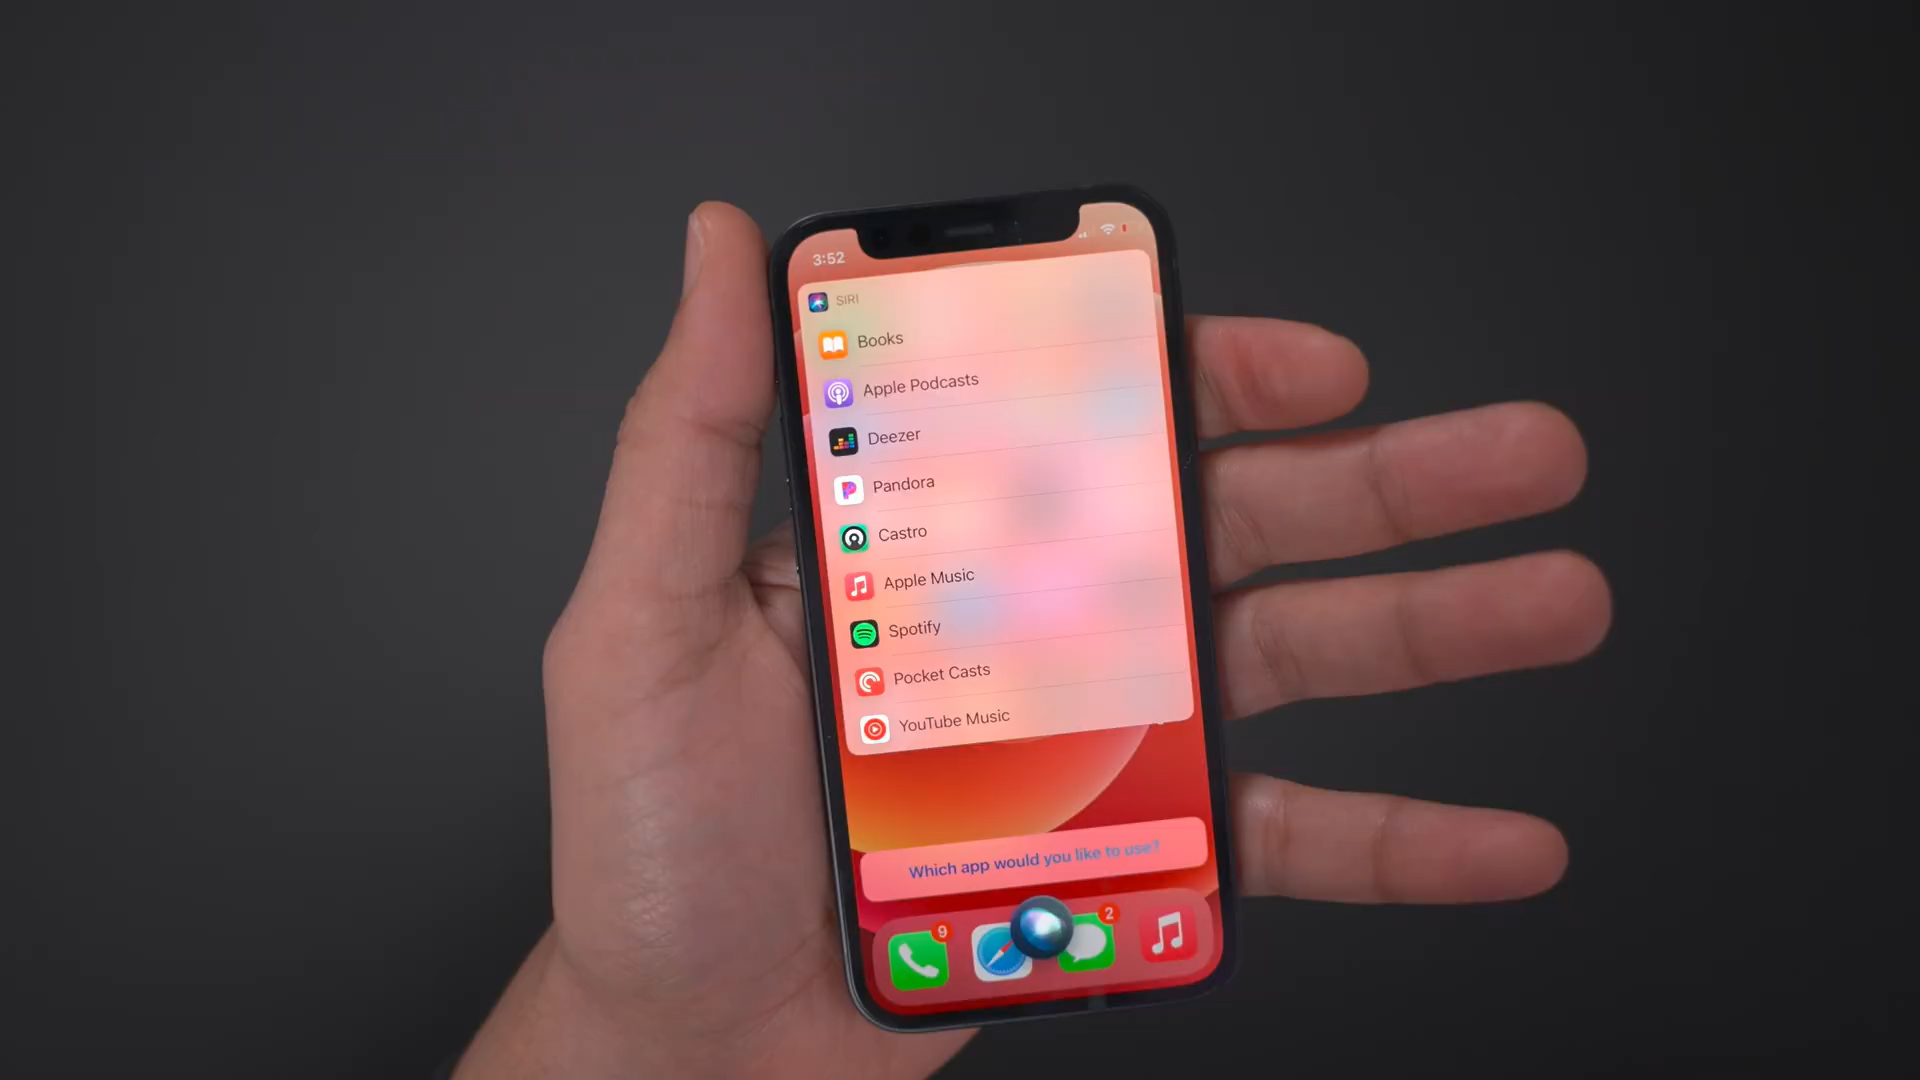 3:52
SIRI
Books
Apple Podcasts
Deezer
Pandora
Castro
Apple Music
Spotify
Pocket Casts
YouTube Music
Which app would you like to use?
9
2